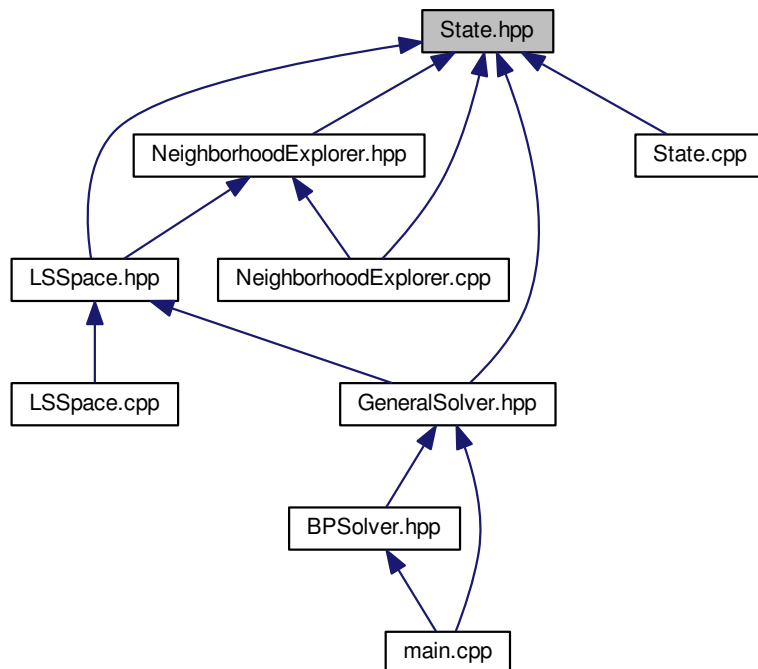 State.hpp
NeighborhoodExplorer.hpp
State.cpp
LSSpace.hpp
NeighborhoodExplorer.cpp
LSSpace.cpp
GeneralSolver.hpp
BPSolver.hpp
main.cpp